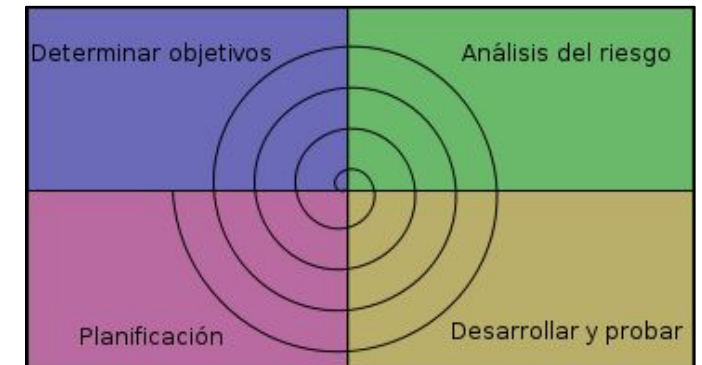 Determinar objetivos
Análisis del riesgo
Planificación
Desarrollar y probar